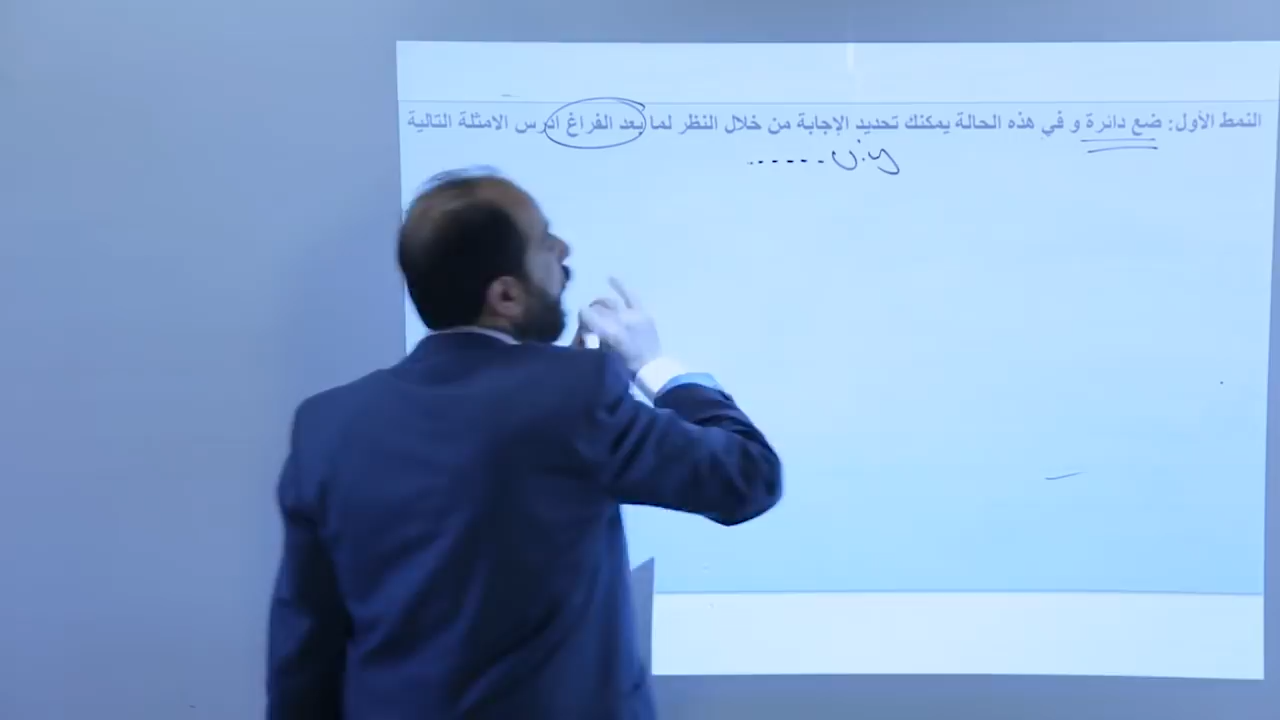 النمط الأول: ضع دائرة و في هذه الحالة يمكنك تحديد الإجابة من خلال النظر لما بعد الفراغ ادرس الامثلة التالية